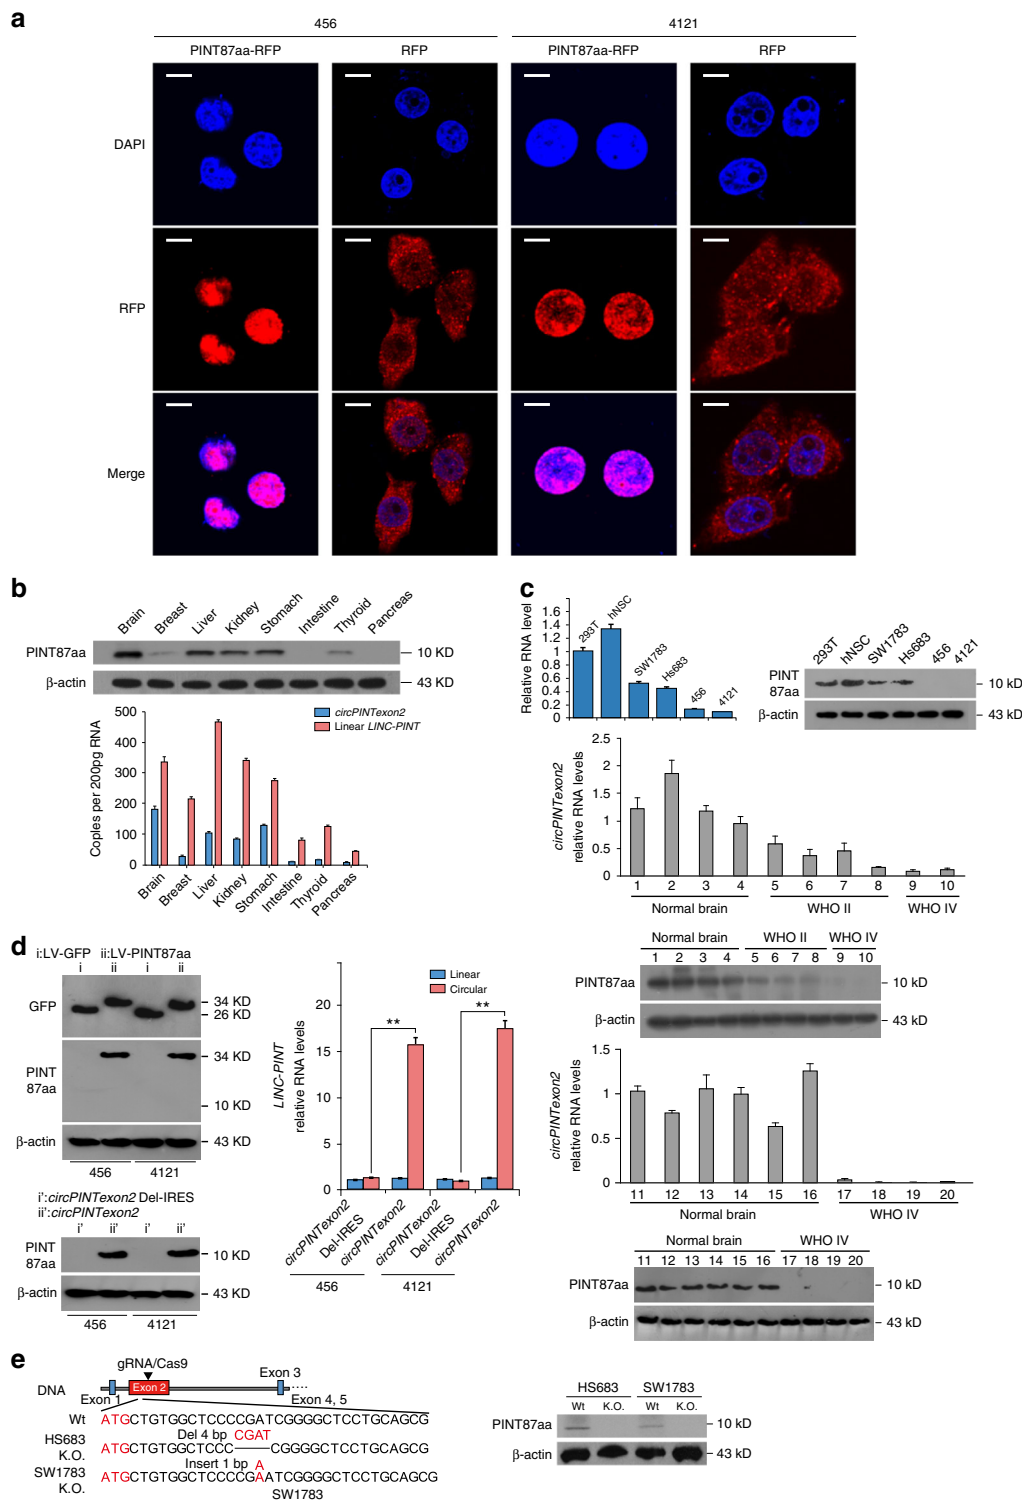 a
456 4121
PINT87aa-RFP RFP PINT87aa-RFP RFP
DAPI
RFP
Merge
b
Brain Breast Liver Kidney Stomach Intestine Thyroid Pancreas
PINT87aa 10 KD
β-actin 43 KD
circPINTexon2
Linear LINC-PINT
Coples per 200pg RNA
500
400
300
200
100
0
Brain Breast Liver Kidney Stomach Intestine Thyroid Pancreas
c
Relative RNA level
1.6
1.4
1.2
1
0.8
0.6
0.4
0.2
0
293T hNSC SW1783 Hs683 456 4121
293T hNSC SW1783 Hs683 456 4121
PINT
87aa 10 kD
β-actin 43 kD
circPINTexon2
relative RNA levels
2.5
2
1.5
1
0.5
0
1 2 3 4 5 6 7 8 9 10
Normal brain WHO II WHO IV
Normal brain WHO II WHO IV
1 2 3 4 5 6 7 8 9 10
PINT87aa 10 kD
β-actin 43 kD
circPINTexon2
relative RNA levels
1.5
1
0.5
0
11 12 13 14 15 16 17 18 19 20
Normal brain WHO IV
Normal brain WHO IV
11 12 13 14 15 16 17 18 19 20
PINT87aa 10 kD
β-actin 43 kD
d
i:LV-GFP ii:LV-PINT87aa
i ii i ii
GFP 34 KD
26 KD
PINT
87aa 34 KD
10 KD
β-actin 43 KD
456 4121
i':circPINTexon2 Del-IRES
ii':circPINTexon2
i' ii' i' ii'
PINT
87aa 10 KD
β-actin 43 KD
456 4121
LINC-PINT
relative RNA levels
Linear
Circular
** **
20
15
10
5
0
circPINTexon2
Del-IRES
circPINTexon2
circPINTexon2
Del-IRES
circPINTexon2
456 4121
e
gRNA/Cas9
DNA Exon 1 Exon 2 Exon 3
Exon 4, 5
Wt ATGCTGTGGCTCCCCGATCGGGGCTCCTGCAGCG
Del 4 bp CGAT
HS683
K.O. ATGCTGTGGCTCCC CGGGGCTCCTGCAGCG
Insert 1 bp A
SW1783
K.O. ATGCTGTGGCTCCCCGAATCGGGGCTCCTGCAGCG
SW1783
HS683 SW1783
Wt K.O. Wt K.O.
PINT87aa 10 kD
β-actin 43 kD